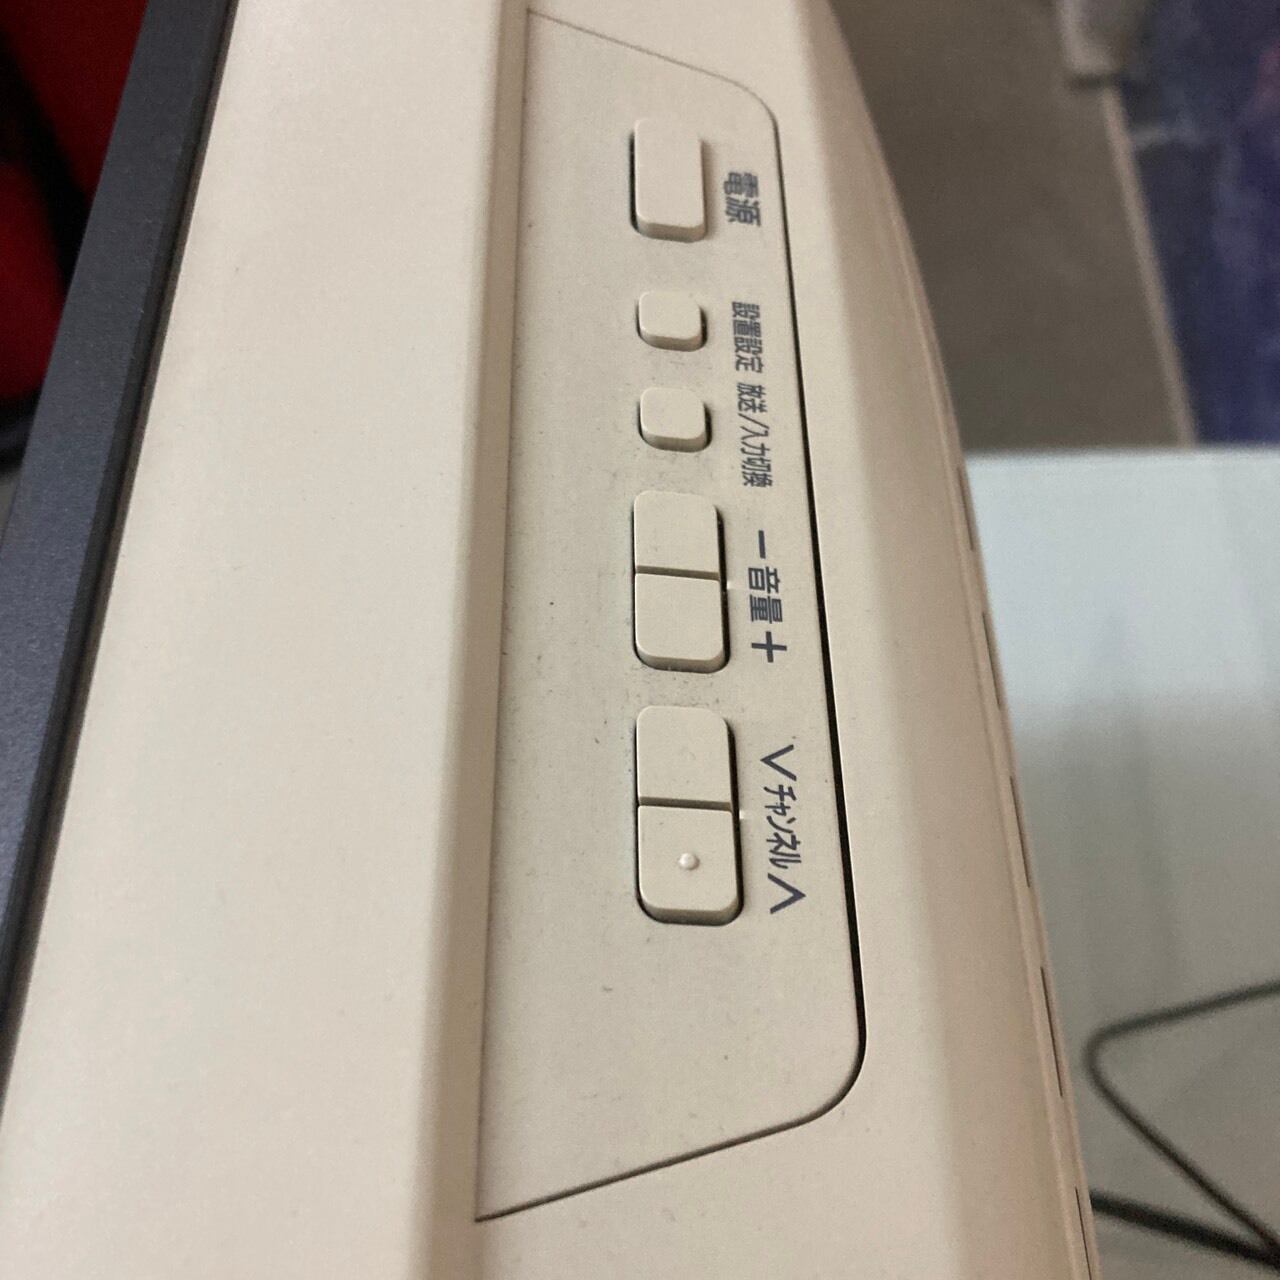 電源
設置設定
放送/入力切換
－音量＋
∨チャンネル∧